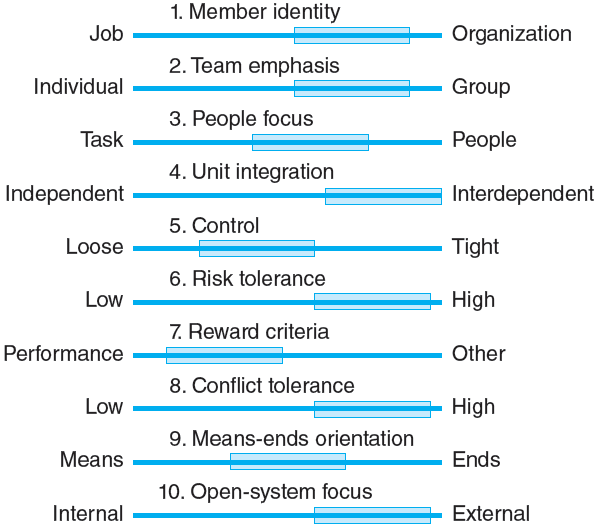 1. Member identity
Job Organization
2. Team emphasis
Individual Group
3. People focus
Task People
4. Unit integration
Independent Interdependent
5. Control
Loose Tight
6. Risk tolerance
Low High
7. Reward criteria
Performance Other
8. Conflict tolerance
Low High
9. Means-ends orientation
Means Ends
10. Open-system focus
Internal External